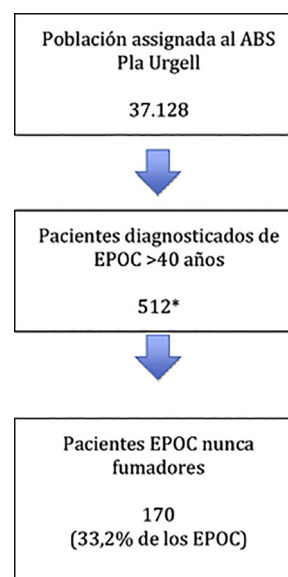 Población assignada al ABS
Pla Urgell
37.128
Pacientes diagnosticados de
EPOC >40 años
512*
Pacientes EPOC nunca
fumadores
170
(33,2% de los EPOC)